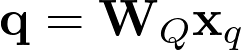 q = W_Q x_q